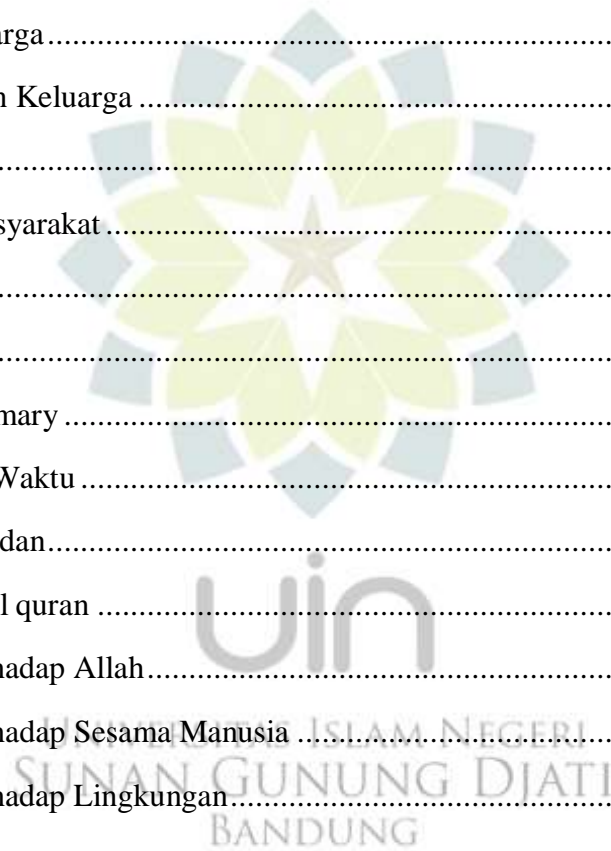 arga....................................................................
n Keluarga.........................................................
...........................................................................
syarakat.............................................................
...........................................................................
...........................................................................
mary..................................................................
Waktu................................................................
dan....................................................................
l quran..............................................................
uin
hadap Allah........................................................
hadap Sesama Manusia.....................................
UNIVERSITAS ISLAM NEGERI
SUNAN GUNUNG DJATI
hadap Lingkungan..............................................
BANDUNG